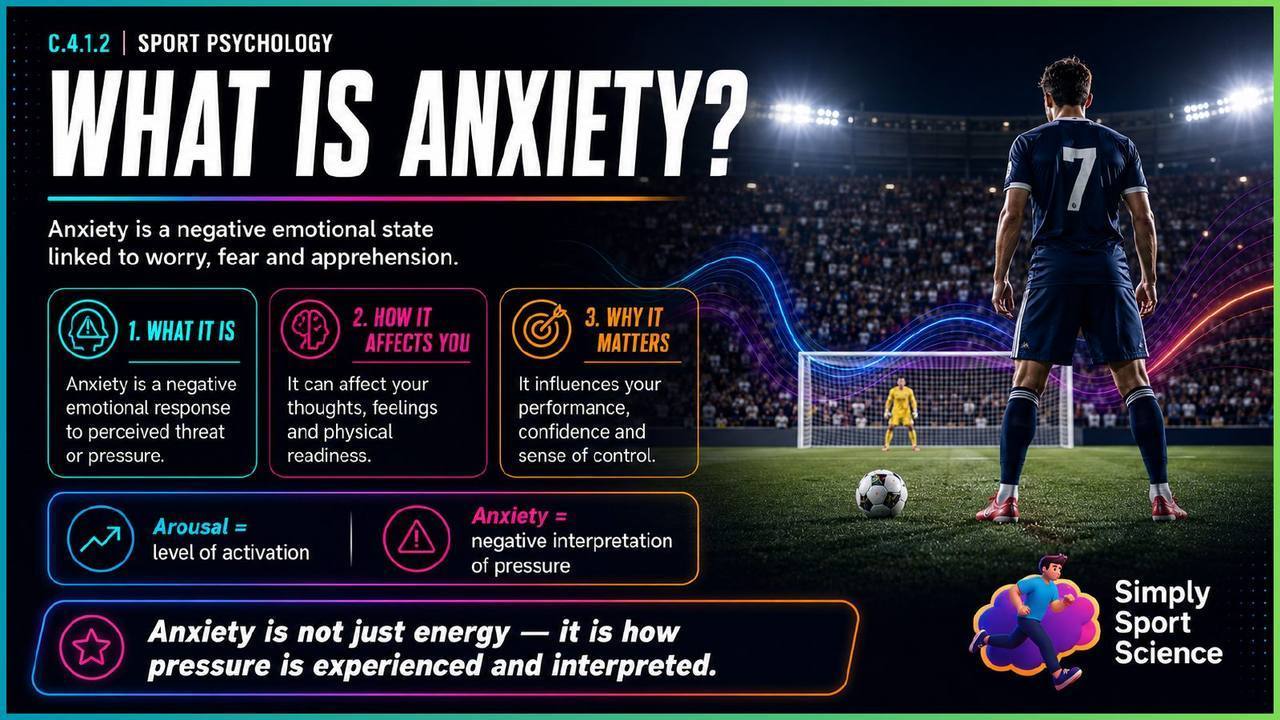 C.4.1.2 | SPORT PSYCHOLOGY
WHAT IS ANXIETY?
Anxiety is a negative emotional state
linked to worry, fear and apprehension.
1. WHAT IT IS
Anxiety is a negative
emotional response
to perceived threat
or pressure.
2. HOW IT
AFFECTS YOU
It can affect your
thoughts, feelings
and physical
readiness.
3. WHY IT
MATTERS
It influences your
performance,
confidence and
sense of control.
Arousal =
level of activation
Anxiety =
negative interpretation
of pressure
Anxiety is not just energy — it is how
pressure is experienced and interpreted.
7
Simply
Sport
Science